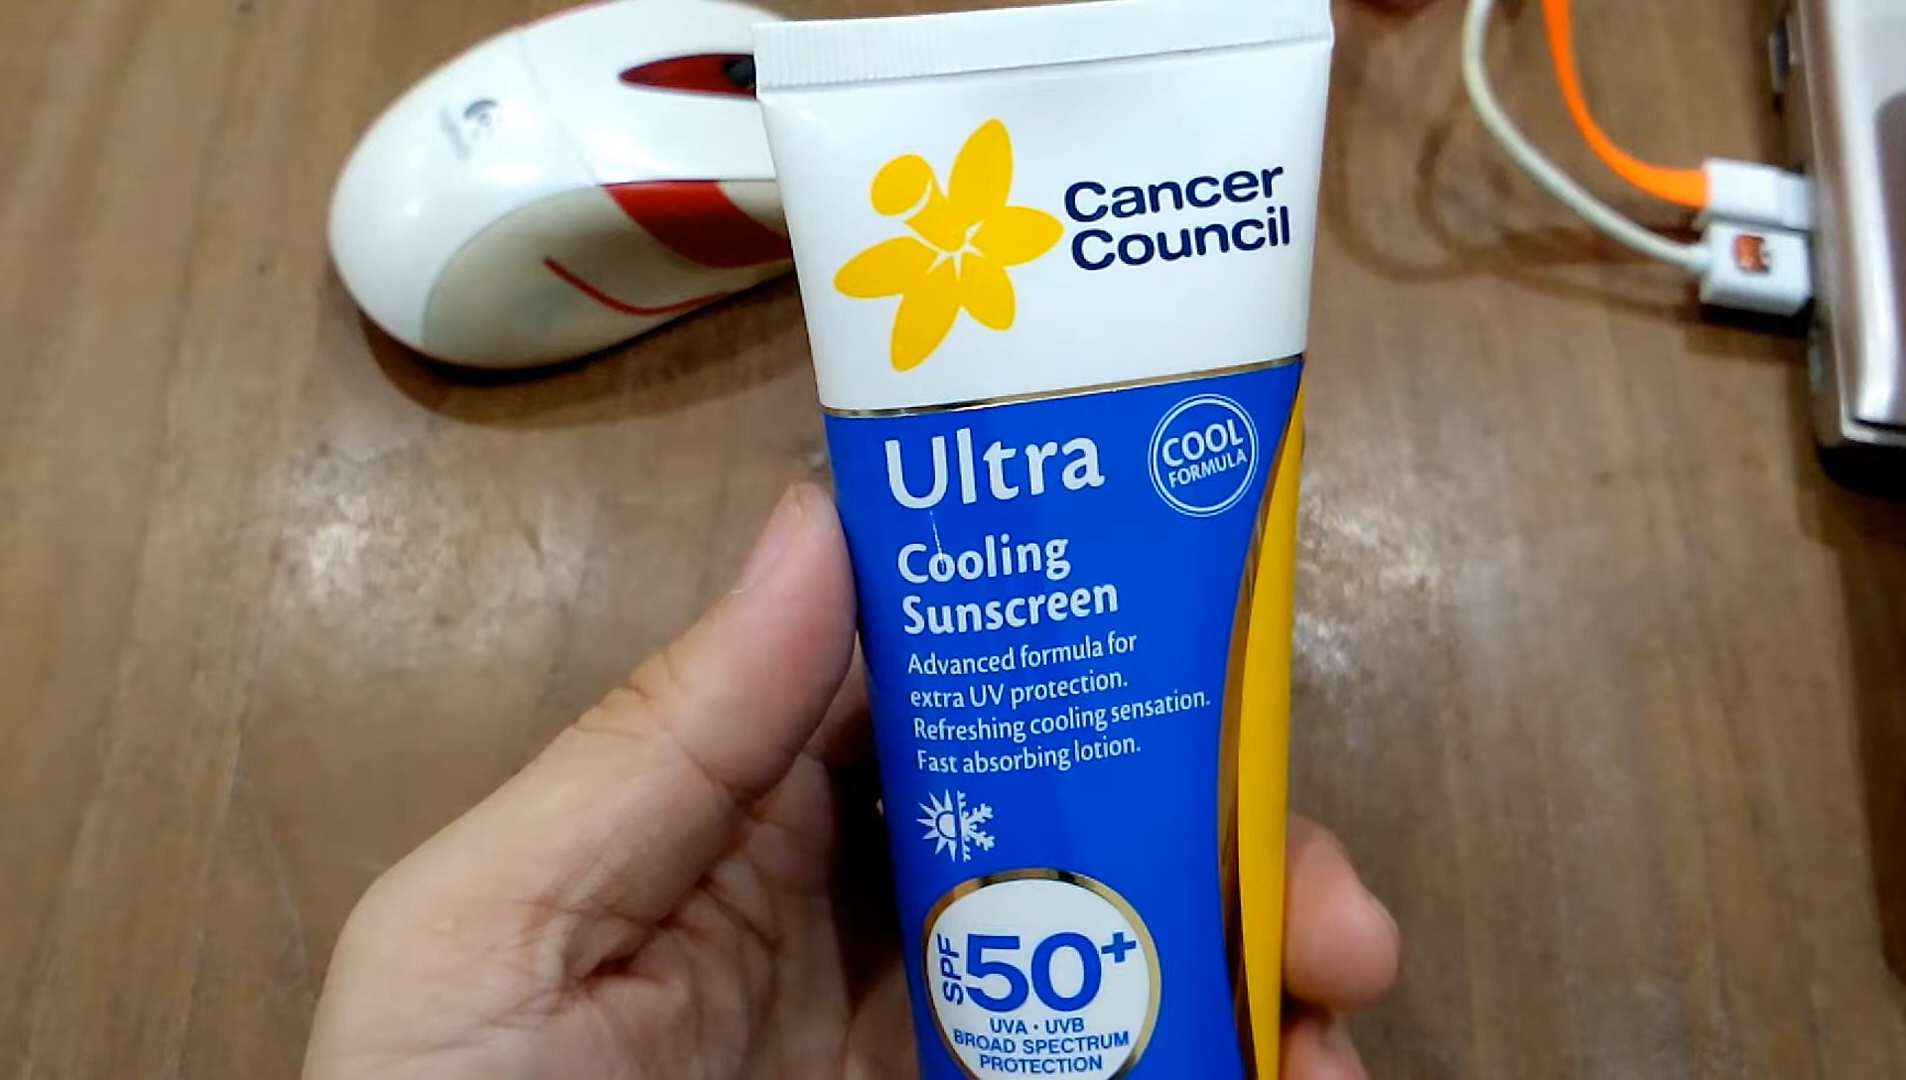 Cancer
Council
Ultra
COOL
FORMULA
Cooling
Sunscreen
Advanced formula for
extra UV protection.
Refreshing cooling sensation.
Fast absorbing lotion.
SPF 50+
UVA · UVB
BROAD SPECTRUM
PROTECTION